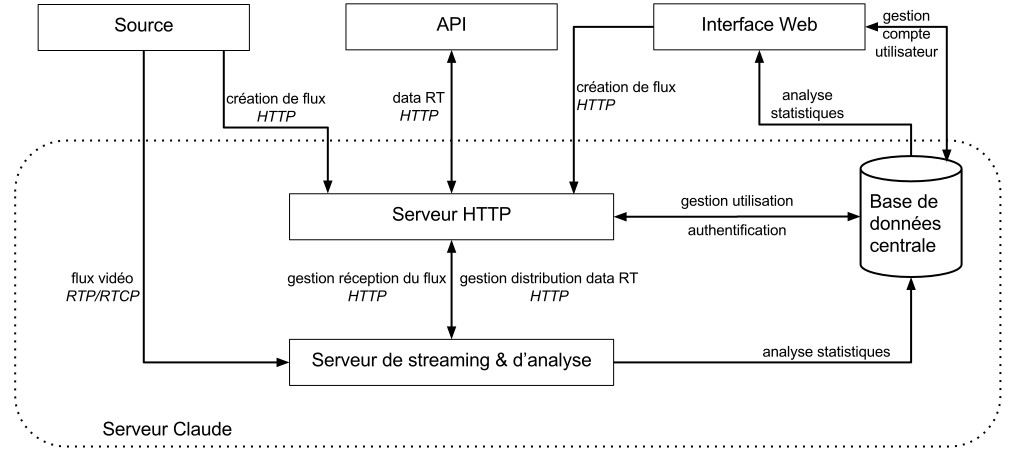 Source
API
Interface Web
gestion
compte
utilisateur
création de flux
HTTP
data RT
HTTP
création de flux
HTTP
analyse
statistiques
Serveur HTTP
gestion utilisation
authentification
Base de
données
centrale
flux vidéo
RTP/RTCP
gestion réception du flux
HTTP
gestion distribution data RT
HTTP
Serveur de streaming & d’analyse
analyse statistiques
Serveur Claude